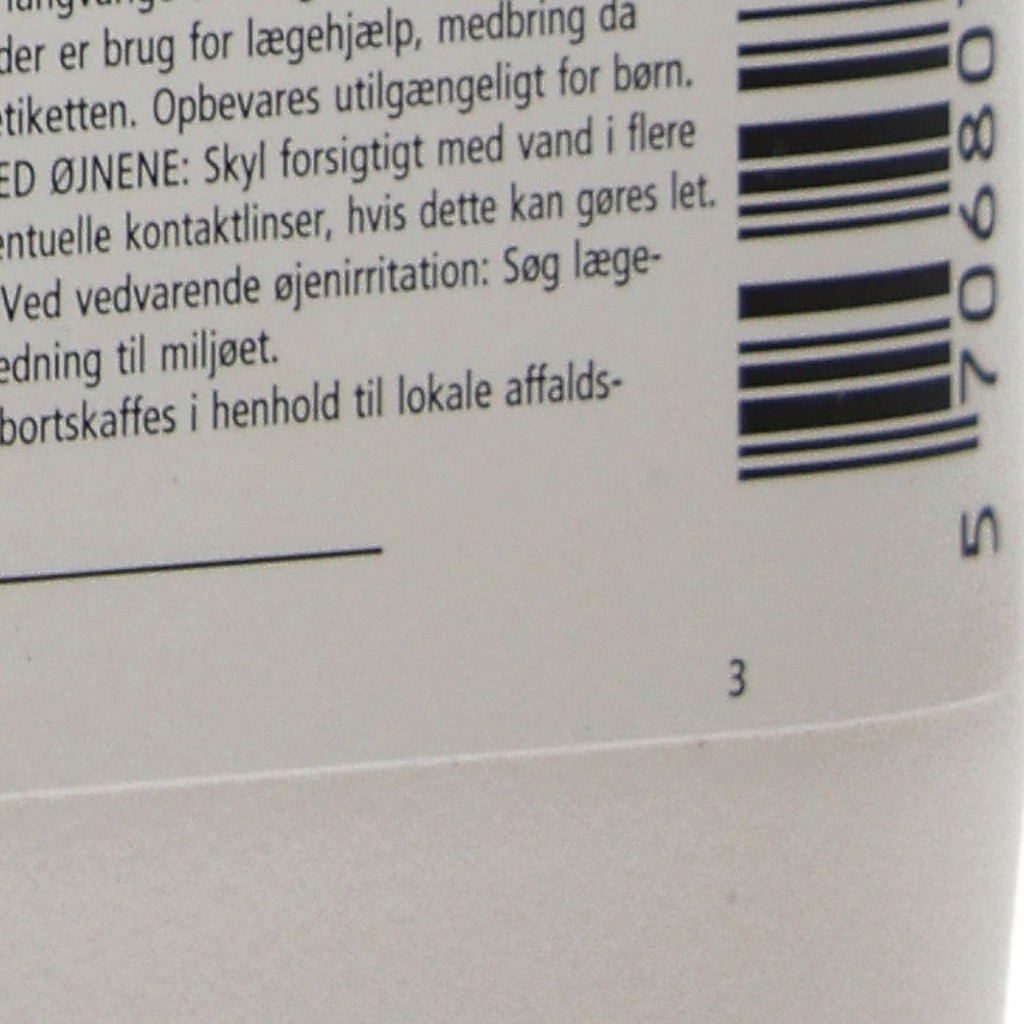 der er brug for lægehjælp, medbring da
etiketten. Opbevares utilgængeligt for børn.
ED ØJNENE: Skyl forsigtigt med vand i flere
entuelle kontaktlinser, hvis dette kan gøres let.
Ved vedvarende øjenirritation: Søg læge-
edning til miljøet.
bortskaffes i henhold til lokale affalds-
5 70680
3